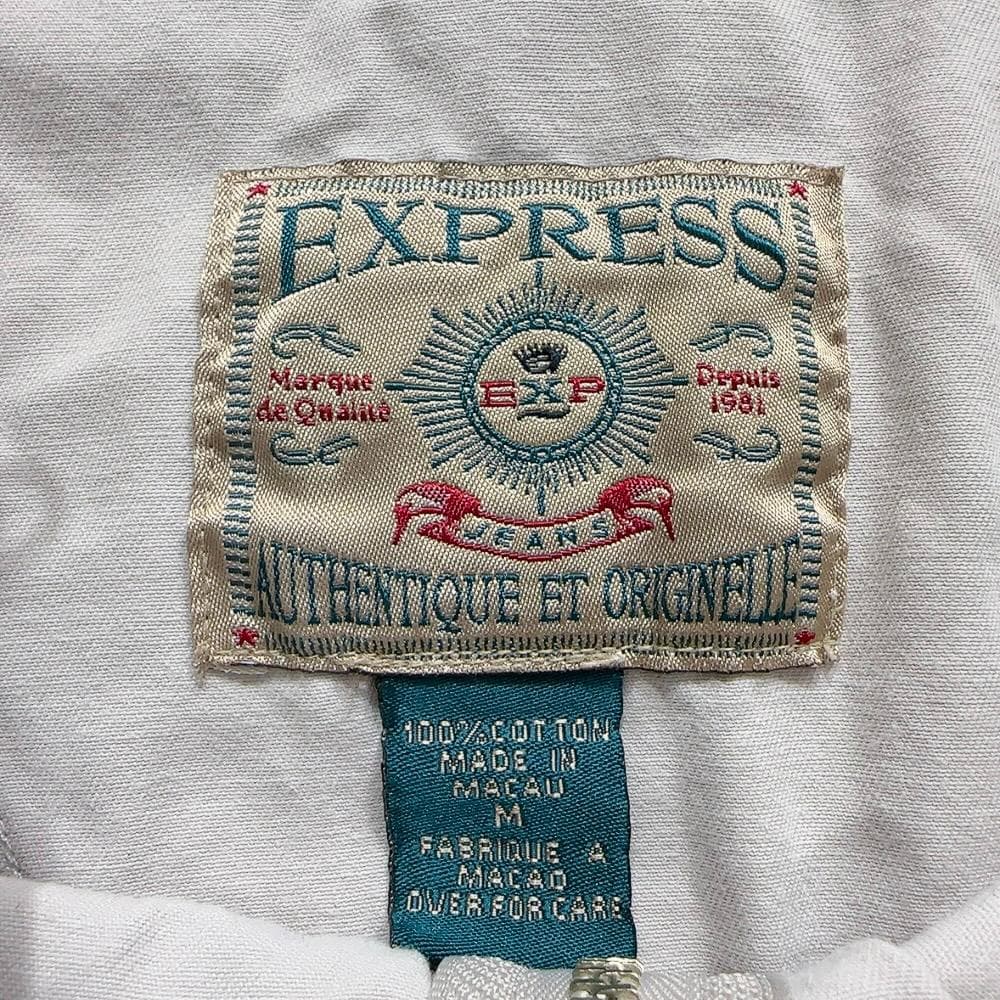 EXPRESS
Marque
de Qualité
EXP
Depuis
1981
JEANS
AUTHENTIQUE ET ORIGINELLE
100% COTTON
MADE IN
MACAU
M
FABRIQUE A
MACAO
OVER FOR CARE